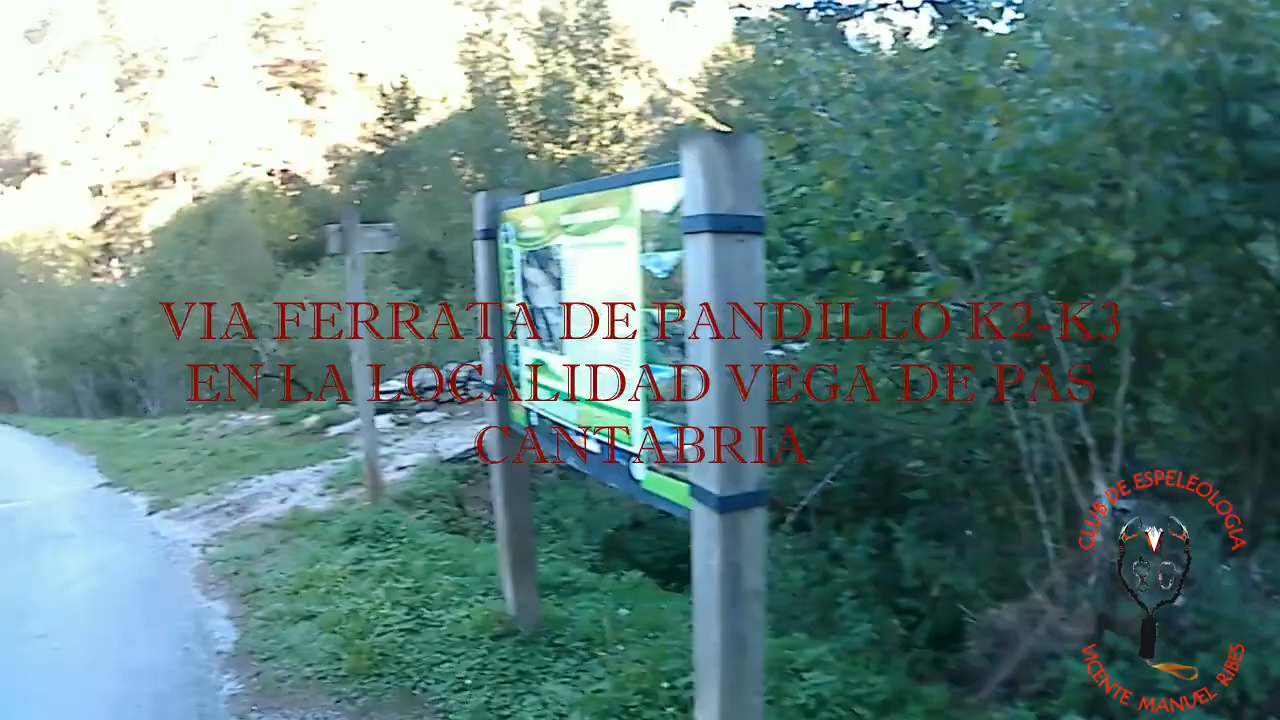 VIA FERRATA DE PANDILLO K2-K3
EN LA LOCALIDAD VEGA DE PAS
CANTABRIA
CLUB DE ESPELEOLOGIA
VICENTE MANUEL RIBES